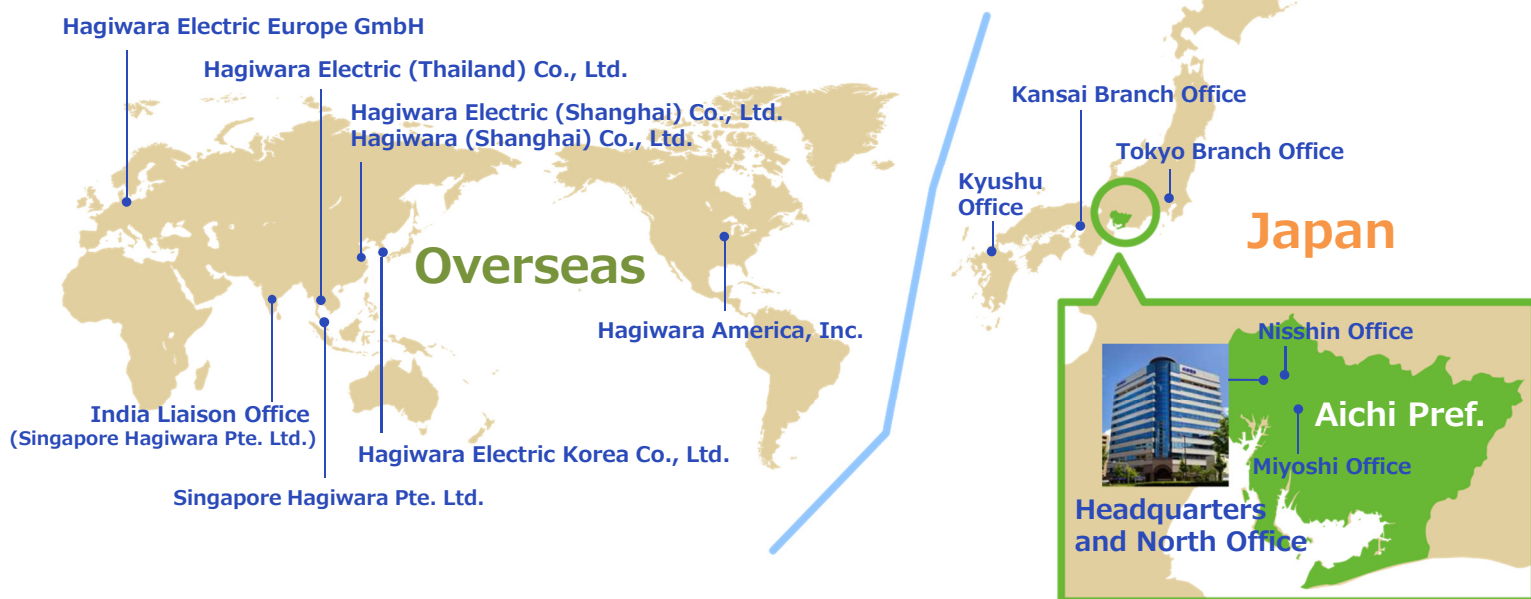 Hagiwara Electric Europe GmbH
Hagiwara Electric (Thailand) Co., Ltd.
Hagiwara Electric (Shanghai) Co., Ltd.
Hagiwara (Shanghai) Co., Ltd.
Overseas
Hagiwara America, Inc.
India Liaison Office
(Singapore Hagiwara Pte. Ltd.)
Hagiwara Electric Korea Co., Ltd.
Singapore Hagiwara Pte. Ltd.
Kansai Branch Office
Tokyo Branch Office
Kyushu
Office
Japan
Nisshin Office
Aichi Pref.
Miyoshi Office
Headquarters
and North Office